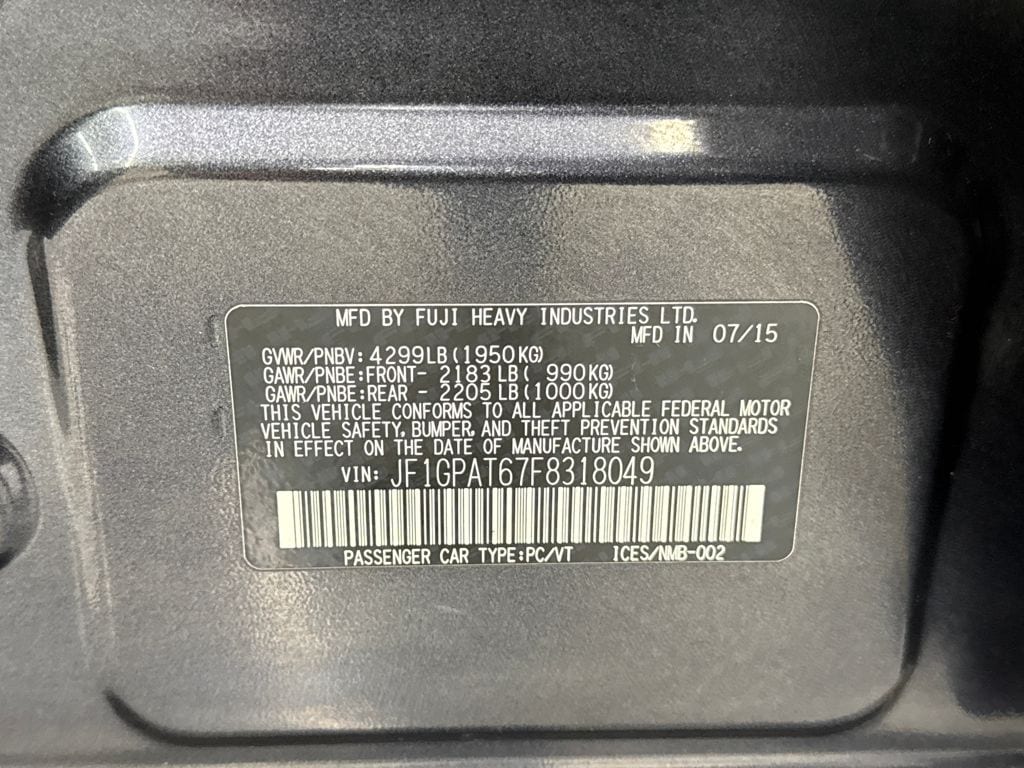 MFD BY FUJI HEAVY INDUSTRIES LTD.
MFD IN 07/15
GVWR/PNBV: 4299LB(1950KG)
GAWR/PNBE:FRONT- 2183LB( 990KG)
GAWR/PNBE:REAR - 2205LB(1000KG)
THIS VEHICLE CONFORMS TO ALL APPLICABLE FEDERAL MOTOR
VEHICLE SAFETY, BUMPER, AND THEFT PREVENTION STANDARDS
IN EFFECT ON THE DATE OF MANUFACTURE SHOWN ABOVE.
VIN: JF1GPAT67F8318049
PASSENGER CAR TYPE:PC/VT ICES/NMB-002